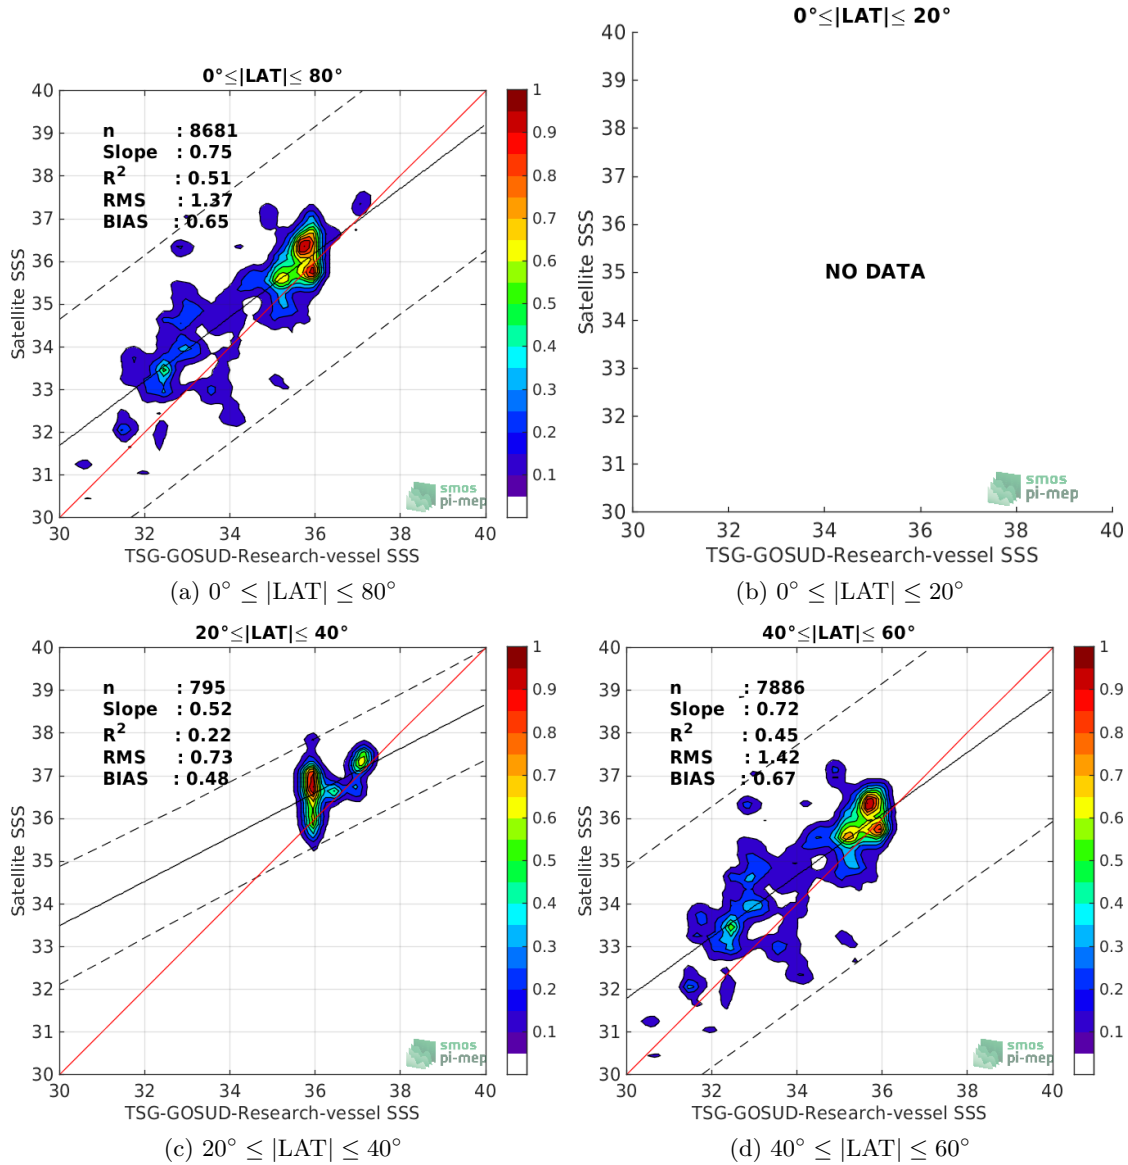 0°≤|LAT|≤ 80°
n : 8681
Slope : 0.75
R² : 0.51
RMS : 1.37
BIAS : 0.65
40
39
38
37
36
35
34
33
32
31
30
Satellite SSS
30 32 34 36 38 40
TSG-GOSUD-Research-vessel SSS
1
0.9
0.8
0.7
0.6
0.5
0.4
0.3
0.2
0.1
smos
pi-mep
(a) 0° ≤ |LAT| ≤ 80°
0°≤|LAT|≤ 20°
40
39
38
37
36
35
34
33
32
31
30
Satellite SSS
NO DATA
30 32 34 36 38 40
TSG-GOSUD-Research-vessel SSS
smos
pi-mep
(b) 0° ≤ |LAT| ≤ 20°
20°≤|LAT|≤ 40°
n : 795
Slope : 0.52
R² : 0.22
RMS : 0.73
BIAS : 0.48
40
39
38
37
36
35
34
33
32
31
30
Satellite SSS
30 32 34 36 38 40
TSG-GOSUD-Research-vessel SSS
1
0.9
0.8
0.7
0.6
0.5
0.4
0.3
0.2
0.1
smos
pi-mep
(c) 20° ≤ |LAT| ≤ 40°
40°≤|LAT|≤ 60°
n : 7886
Slope : 0.72
R² : 0.45
RMS : 1.42
BIAS : 0.67
40
39
38
37
36
35
34
33
32
31
30
Satellite SSS
30 32 34 36 38 40
TSG-GOSUD-Research-vessel SSS
1
0.9
0.8
0.7
0.6
0.5
0.4
0.3
0.2
0.1
smos
pi-mep
(d) 40° ≤ |LAT| ≤ 60°